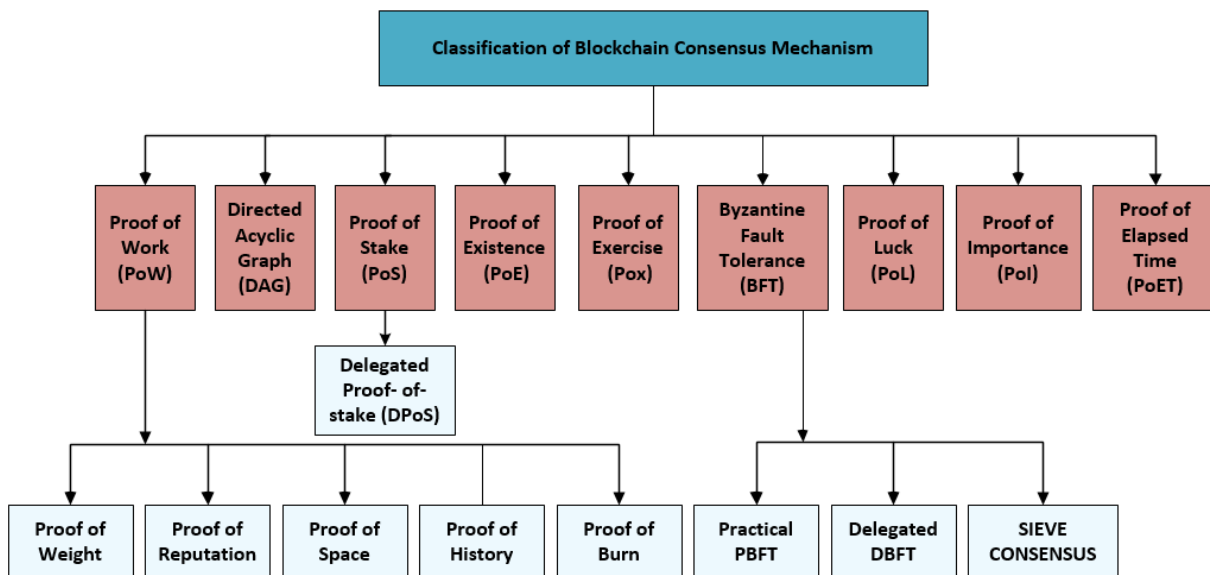 Classification of Blockchain Consensus Mechanism
Proof of
Work
(PoW)
Directed
Acyclic
Graph
(DAG)
Proof of
Stake
(PoS)
Proof of
Existence
(PoE)
Proof of
Exercise
(Pox)
Byzantine
Fault
Tolerance
(BFT)
Proof of
Luck
(PoL)
Proof of
Importance
(PoI)
Proof of
Elapsed
Time
(PoET)
Delegated
Proof- of-
stake (DPoS)
Proof of
Weight
Proof of
Reputation
Proof of
Space
Proof of
History
Proof of
Burn
Practical
PBFT
Delegated
DBFT
SIEVE
CONSENSUS